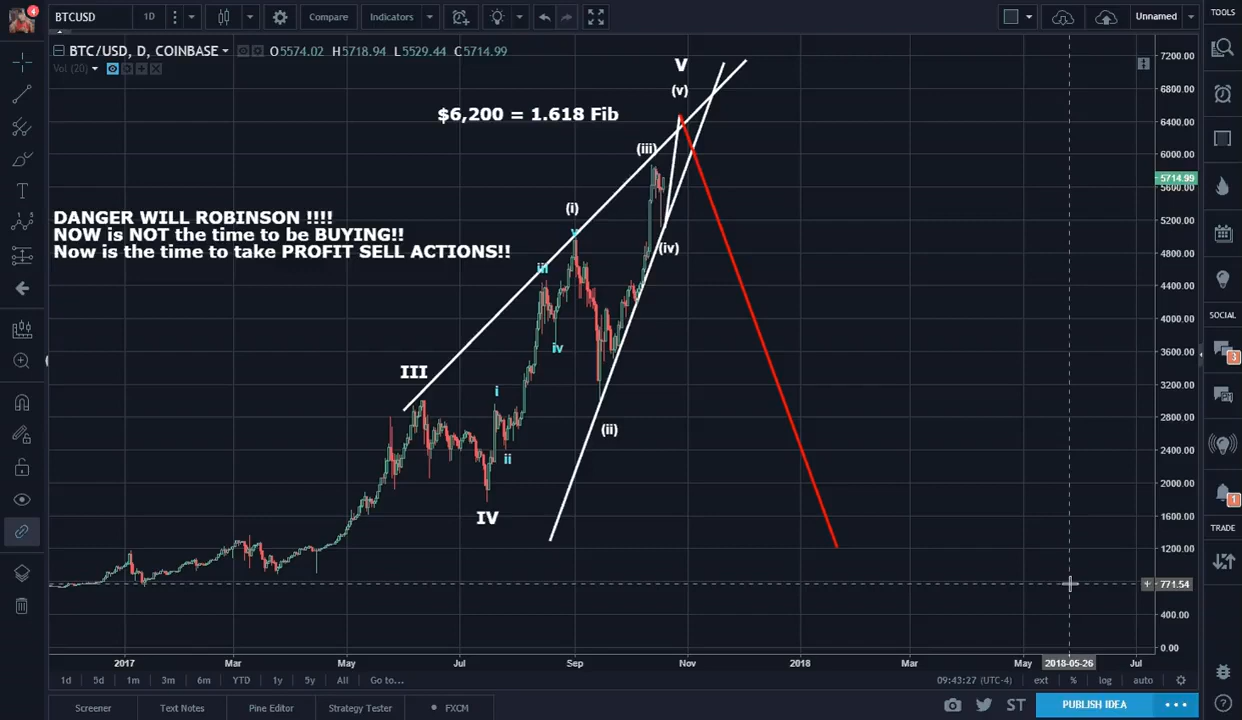 4
BTCUSD
1D
Compare
Indicators
Unnamed
TOOLS
BTC/USD, D, COINBASE
O5574.02 H5718.94 L5529.44 C5714.99
Vol (20)
V
(v)
$6,200 = 1.618 Fib
(iii)
(i)
v
DANGER WILL ROBINSON !!!!
NOW is NOT the time to be BUYING!!
Now is the time to take PROFIT SELL ACTIONS!!
(iv)
iii
iv
III
i
(ii)
ii
IV
7200.00
6800.00
6400.00
6000.00
5714.99
5600.00
5200.00
4800.00
4400.00
4000.00
3600.00
3200.00
2800.00
2400.00
2000.00
1600.00
1200.00
771.54
400.00
0.00
SOCIAL
3
1
TRADE
2017 Mar May Jul Sep Nov 2018 Mar May 2018-05-26 Jul
1d 5d 1m 3m 6m YTD 1y 5y All Go to...
09:43:27 (UTC-4) ext % log auto
Screener Text Notes Pine Editor Strategy Tester FXCM
ST
PUBLISH IDEA